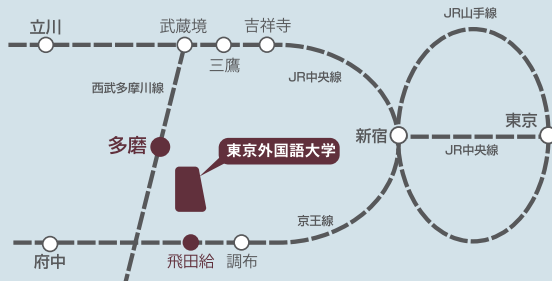 JR山手線
立川
武蔵境
吉祥寺
三鷹
JR中央線
西武多摩川線
多磨
東京外国語大学
新宿
東京
JR中央線
京王線
府中
飛田給
調布